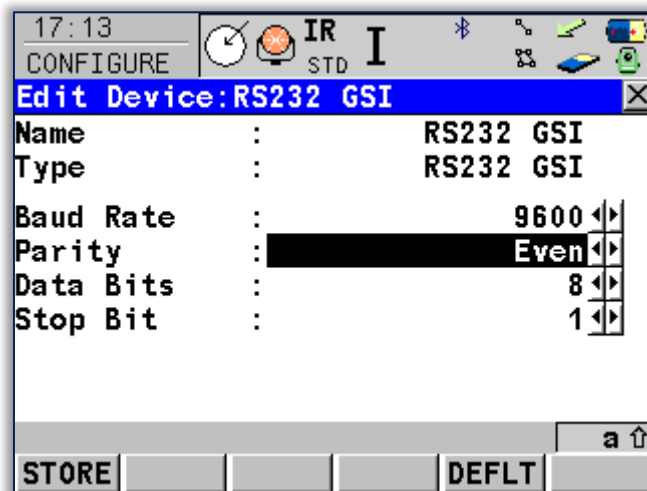 17:13
CONFIGURE
IR
STD
I
Edit Device:RS232 GSI
Name : RS232 GSI
Type : RS232 GSI
Baud Rate : 9600
Parity : Even
Data Bits : 8
Stop Bit : 1
a
STORE DEFLT